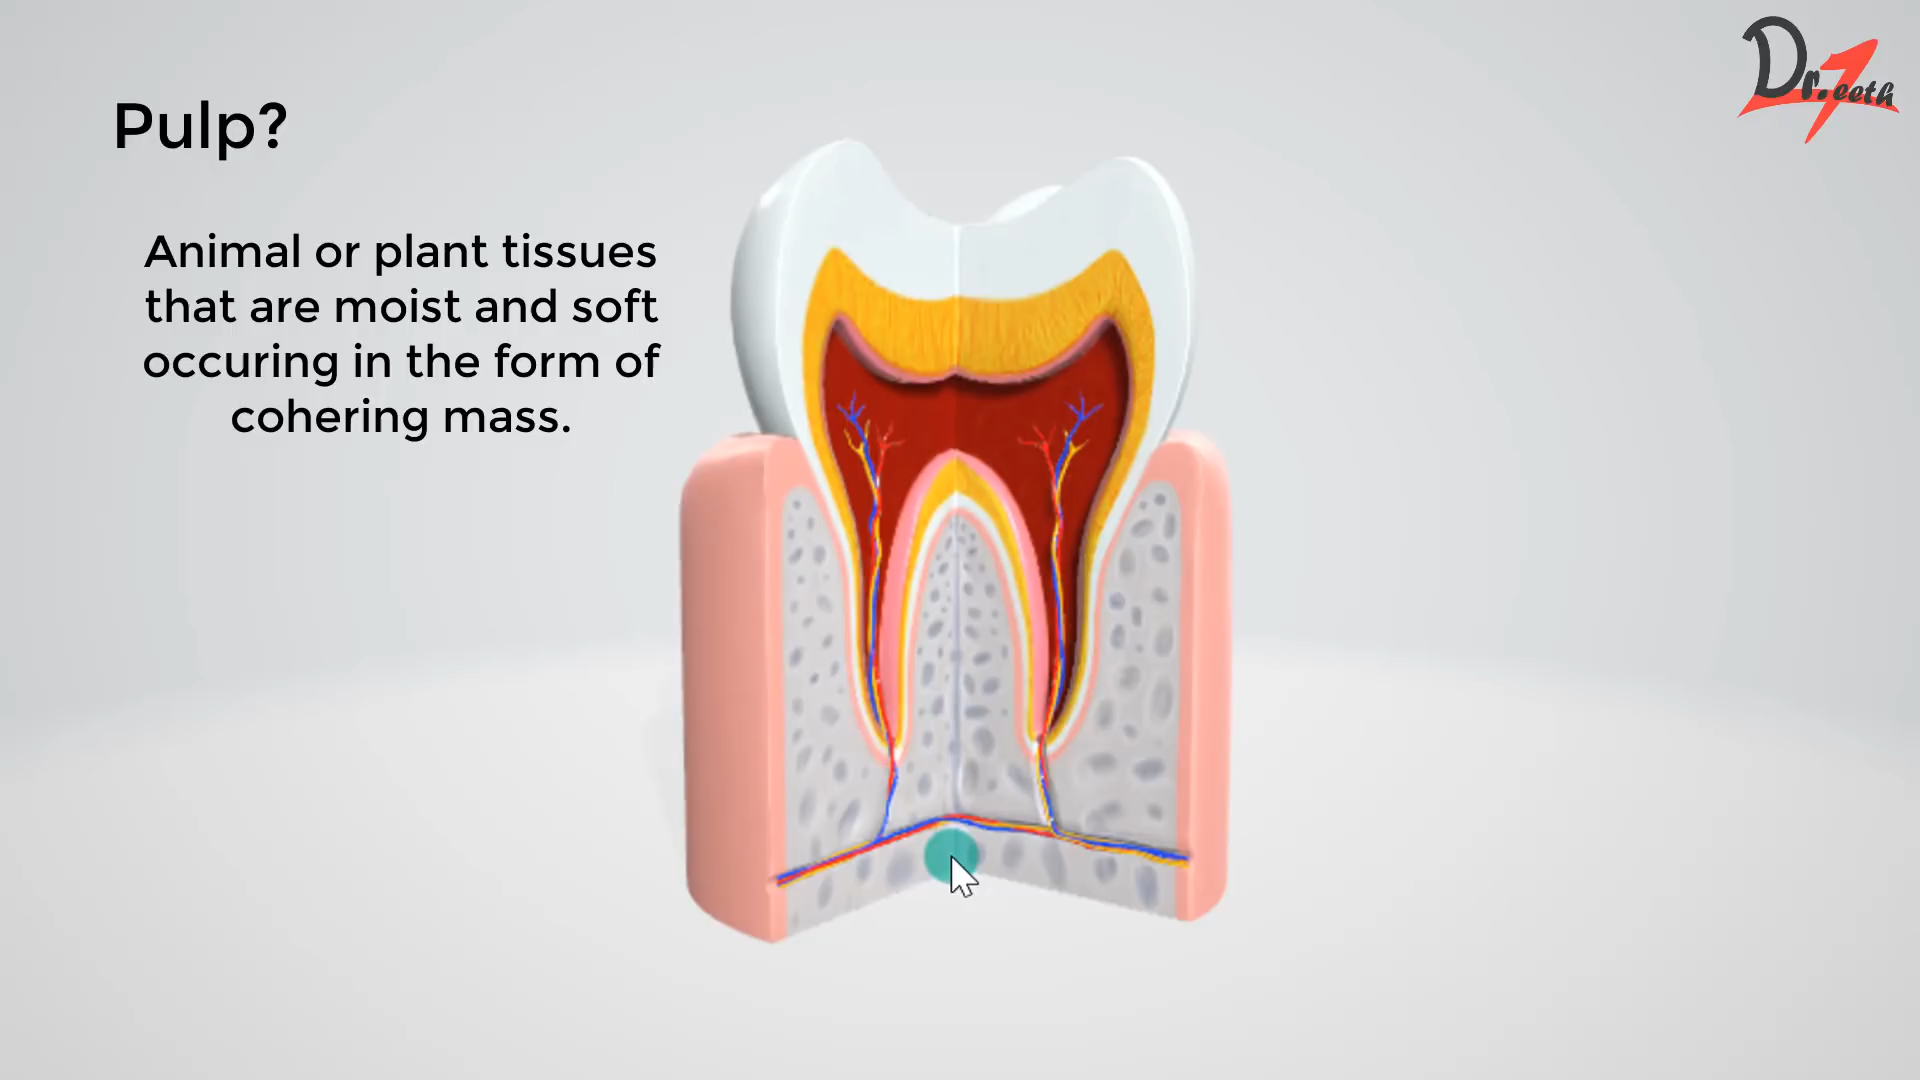 Pulp?
Animal or plant tissues
that are moist and soft
occuring in the form of
cohering mass.
Dr.Teeth